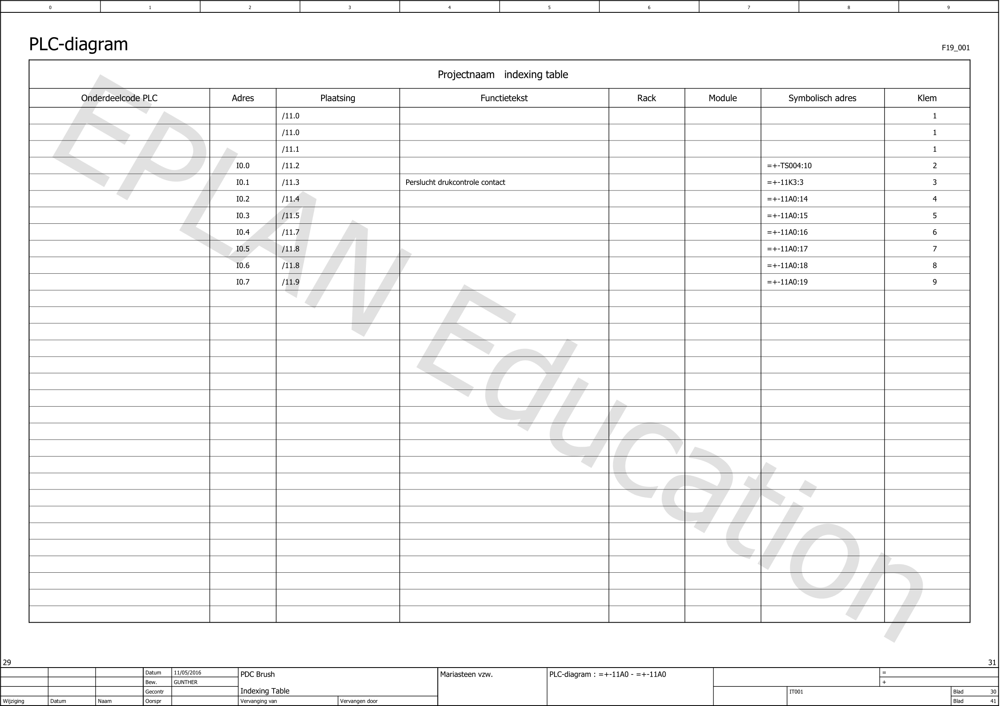 0 1 2 3 4 5 6 7 8 9
PLC-diagram F19_001
Projectnaam indexing table
Onderdeelcode PLC Adres Plaatsing Functietekst Rack Module Symbolisch adres Klem
/11.0 1
/11.0 1
/11.1 1
I0.0 /11.2 =+-TS004:10 2
I0.1 /11.3 Perslucht drukcontrole contact =+-11K3:3 3
I0.2 /11.4 =+-11A0:14 4
I0.3 /11.5 =+-11A0:15 5
I0.4 /11.7 =+-11A0:16 6
I0.5 /11.8 =+-11A0:17 7
I0.6 /11.8 =+-11A0:18 8
I0.7 /11.9 =+-11A0:19 9
EPLAN Education
29 31
Datum 11/05/2016 PDC Brush Mariasteen vzw. PLC-diagram : =+-11A0 - =+-11A0 =
Bew. GUNTHER +
Gecontr Indexing Table IT001 Blad 30
Wijziging Datum Naam Oorspr Vervanging van Vervangen door Blad 41